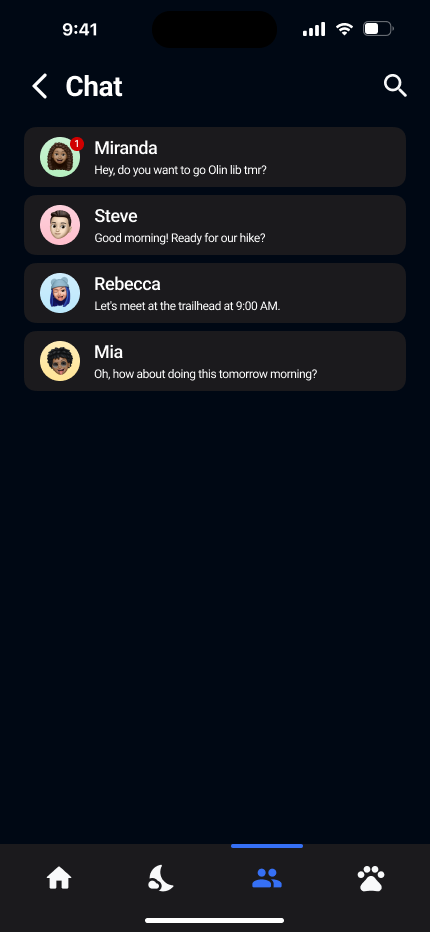 9:41
Chat
1
Miranda
Hey, do you want to go Olin lib tmr?
Steve
Good morning! Ready for our hike?
Rebecca
Let's meet at the trailhead at 9:00 AM.
Mia
Oh, how about doing this tomorrow morning?